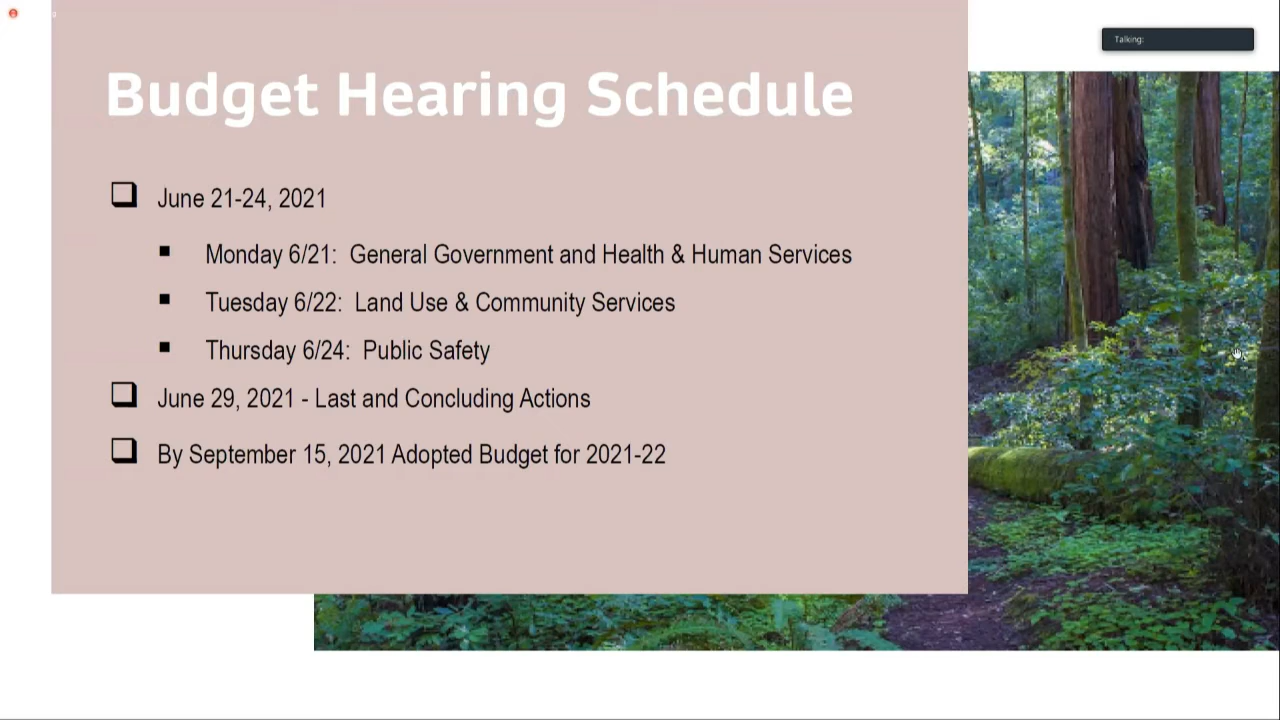 Talking:
Budget Hearing Schedule
June 21-24, 2021
Monday 6/21: General Government and Health & Human Services
Tuesday 6/22: Land Use & Community Services
Thursday 6/24: Public Safety
June 29, 2021 - Last and Concluding Actions
By September 15, 2021 Adopted Budget for 2021-22